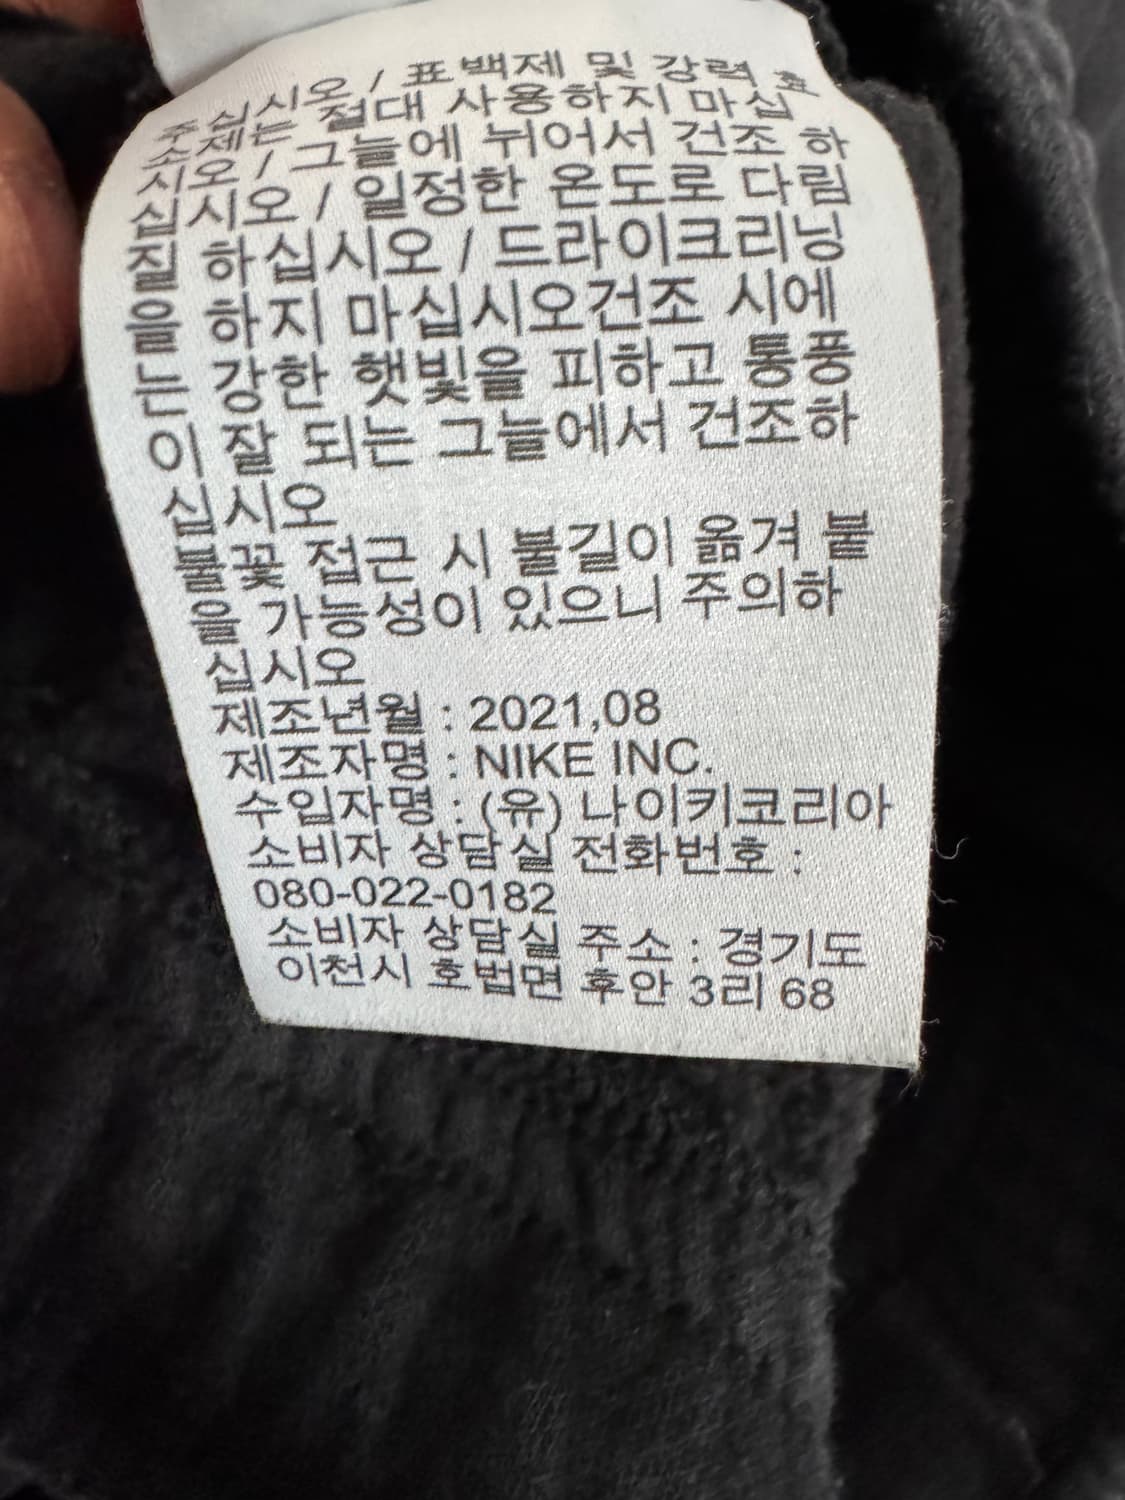 주십시오 / 표백제 및 강력 효
소제는 절대 사용하지 마십
시오 / 그늘에 뉘어서 건조 하
십시오 / 일정한 온도로 다림
질 하십시오 / 드라이크리닝
을 하지 마십시오건조 시에
는 강한 햇빛을 피하고 통풍
이 잘 되는 그늘에서 건조하
십시오
불꽃 접근 시 불길이 옮겨 붙
을 가능성이 있으니 주의하
십시오
제조년월 : 2021,08
제조자명 : NIKE INC.
수입자명 : (유) 나이키코리아
소비자 상담실 전화번호 :
080-022-0182
소비자 상담실 주소 : 경기도
이천시 호법면 후안 3리 68